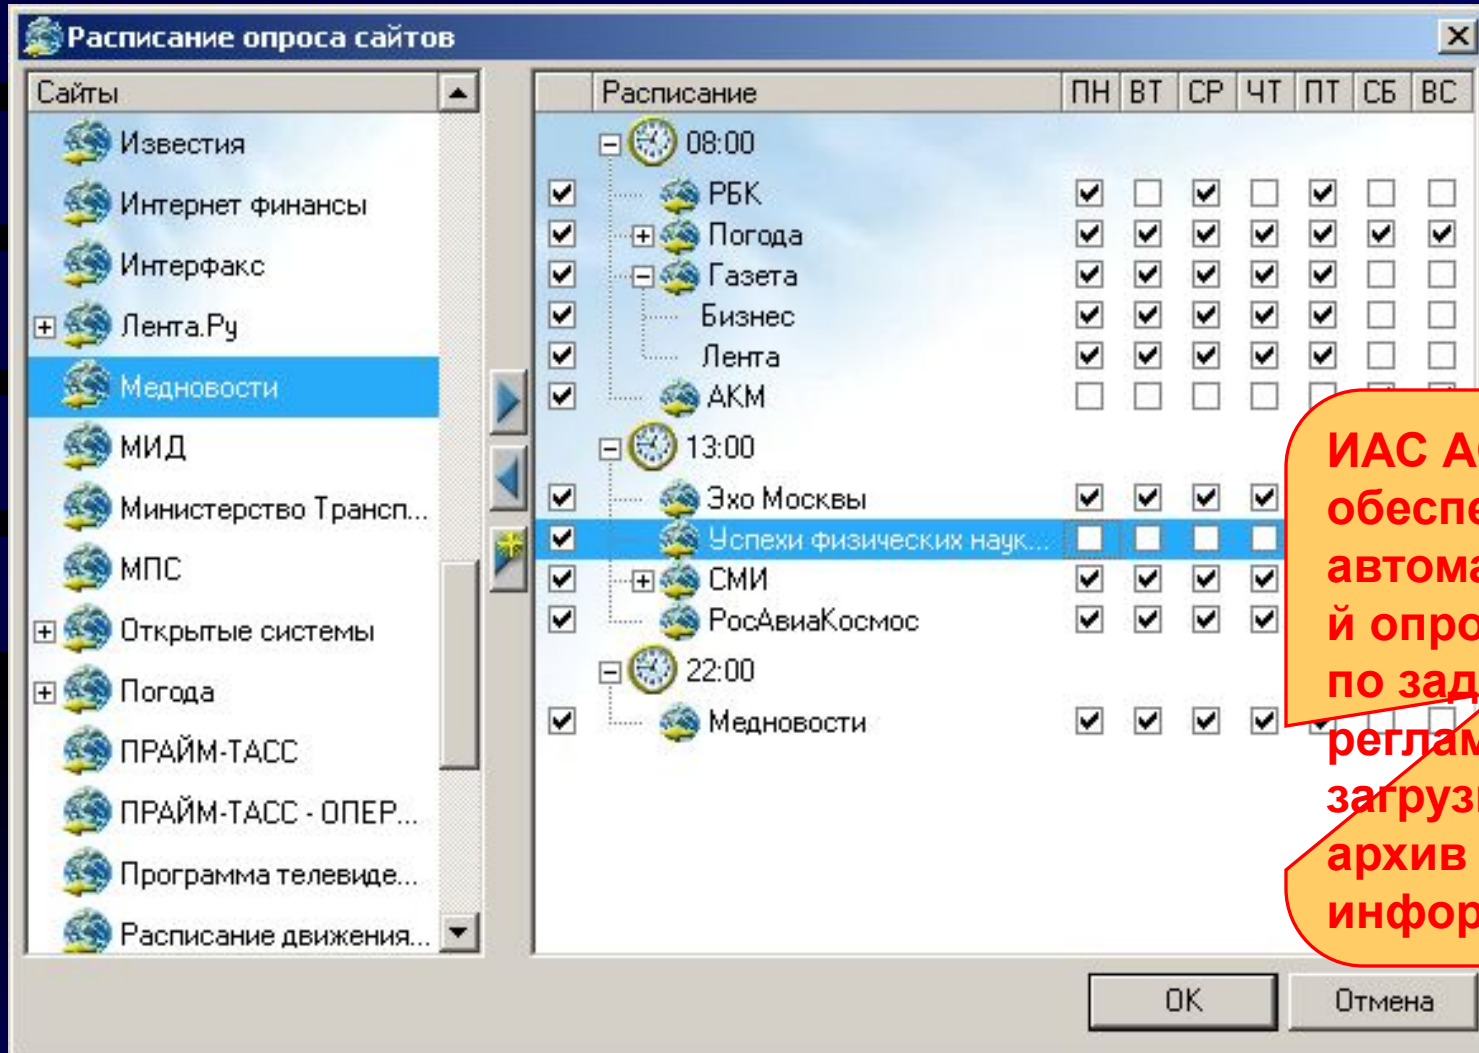 Расписание опроса сайтов
Сайты
Известия
Интернет финансы
Интерфакс
Лента.Ру
Медновости
МИД
Министерство Трансп...
МПС
Открытые системы
Погода
ПРАЙМ-ТАСС
ПРАЙМ-ТАСС - ОПЕР...
Программа телевиде...
Расписание движения...
Расписание ПН ВТ СР ЧТ ПТ СБ ВС
08:00
РБК
Погода
Газета
Бизнес
Лента
АКМ
13:00
Эхо Москвы
Успехи физических наук...
СМИ
РосАвиаКосмос
22:00
Медновости
ИАС
й
по
архив
OK Отмена